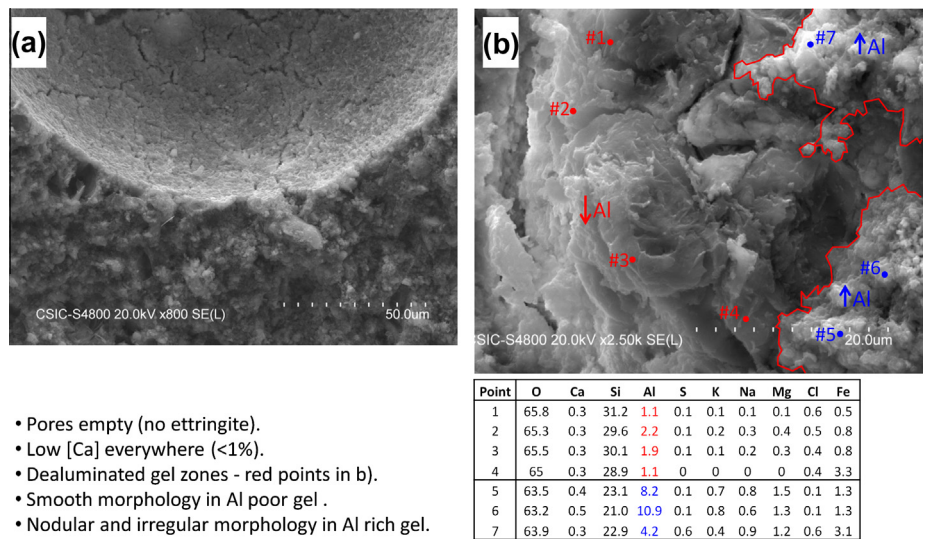 (a)
CSIC-S4800 20.0kV x800 SE(L) 50.0um
(b)
#1
#2
↓Al
#3
#4
#7
↑Al
#6
↑Al
#5
CSIC-S4800 20.0kV x2.50k SE(L) 20.0um
• Pores empty (no ettringite).
• Low [Ca] everywhere (<1%).
• Dealuminated gel zones - red points in b).
• Smooth morphology in Al poor gel .
• Nodular and irregular morphology in Al rich gel.
Point O Ca Si Al S K Na Mg Cl Fe
1 65.8 0.3 31.2 1.1 0.1 0.1 0.1 0.1 0.6 0.5
2 65.3 0.3 29.6 2.2 0.1 0.2 0.3 0.4 0.5 0.8
3 65.5 0.3 30.1 1.9 0.1 0.1 0.2 0.3 0.4 0.8
4 65 0.3 28.9 1.1 0 0 0 0 0.4 3.3
5 63.5 0.4 23.1 8.2 0.1 0.7 0.8 1.5 0.1 1.3
6 63.2 0.5 21.0 10.9 0.1 0.8 0.6 1.3 0.1 1.3
7 63.9 0.3 22.9 4.2 0.6 0.4 0.9 1.2 0.6 3.1